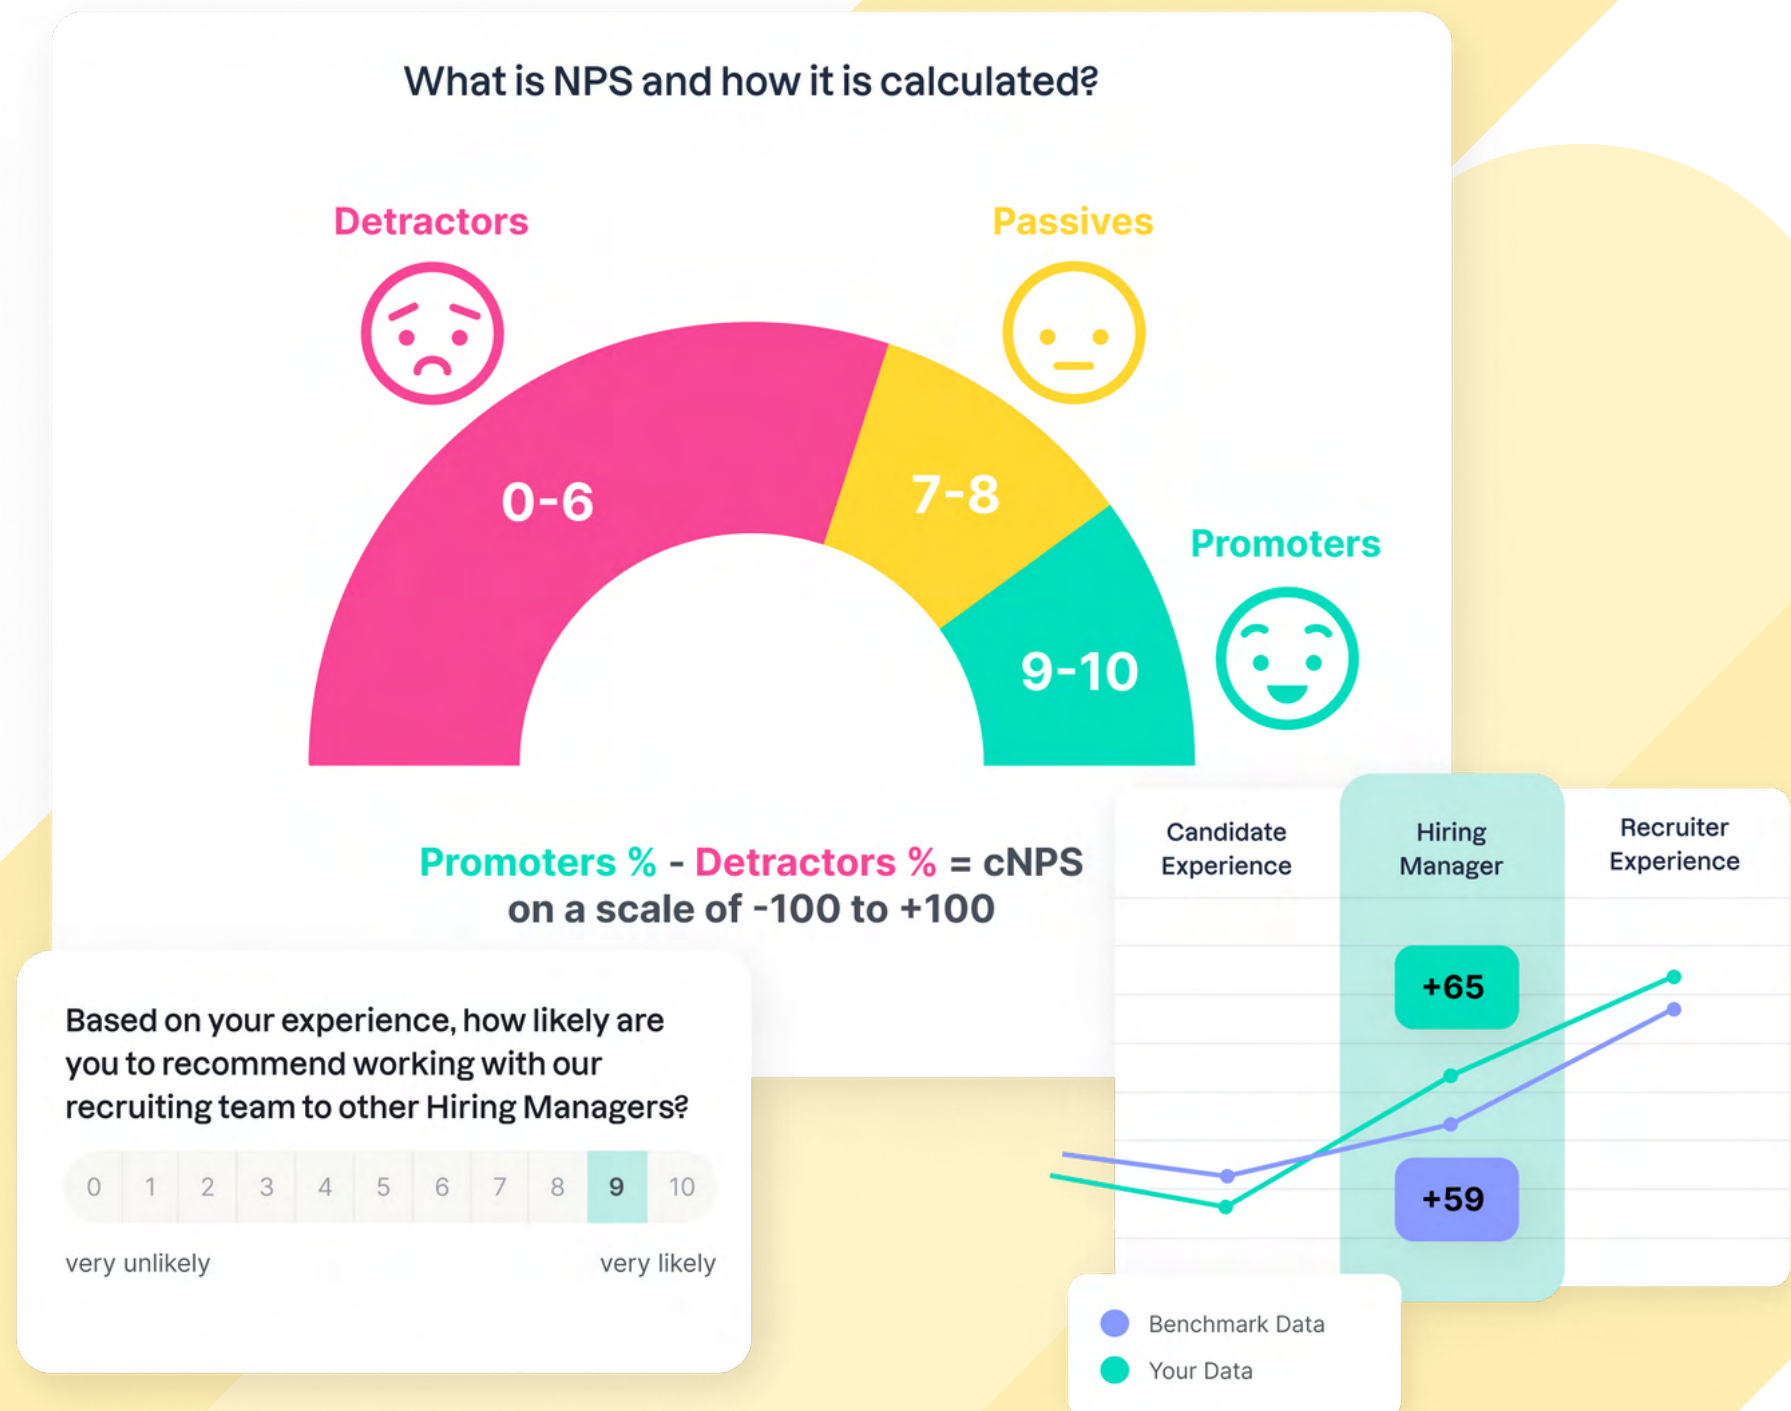 What is NPS and how it is calculated?
Detractors
Passives
0-6
7-8
Promoters
9-10
Promoters % - Detractors % = cNPS
on a scale of -100 to +100
Based on your experience, how likely are
you to recommend working with our
recruiting team to other Hiring Managers?
0 1 2 3 4 5 6 7 8 9 10
very unlikely
very likely
Candidate
Experience
Hiring
Manager
Recruiter
Experience
+65
+59
Benchmark Data
Your Data